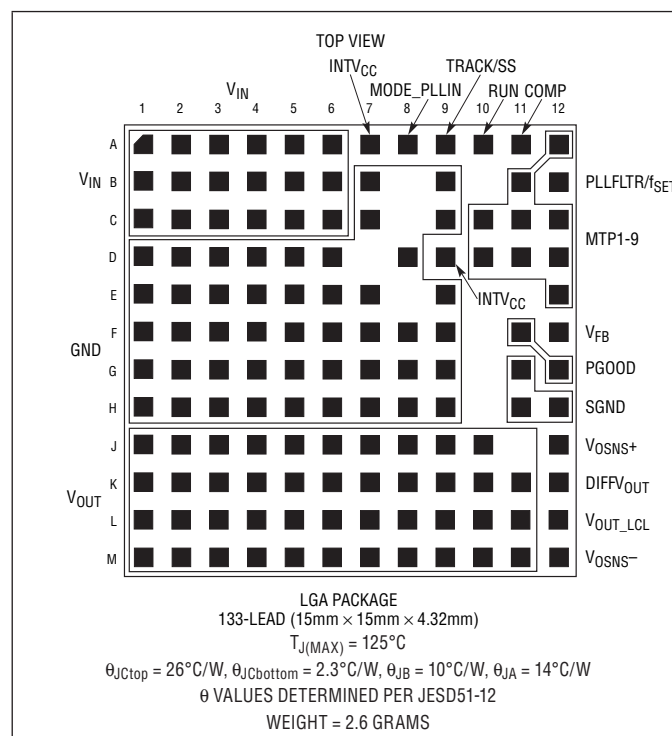 TOP VIEW
INTVCC TRACK/SS
VIN MODE_PLLIN RUN COMP
1 2 3 4 5 6 7 8 9 10 11 12
A
VIN B PLLFLTR/fSET
C
MTP1-9
D
E INTVCC
F VFB
GND
G PGOOD
H SGND
J VOSNS+
K DIFFVOUT
VOUT
L VOUT_LCL
M VOSNS–
LGA PACKAGE
133-LEAD (15mm × 15mm × 4.32mm)
TJ(MAX) = 125°C
θJCtop = 26°C/W, θJCbottom = 2.3°C/W, θJB = 10°C/W, θJA = 14°C/W
θ VALUES DETERMINED PER JESD51-12
WEIGHT = 2.6 GRAMS